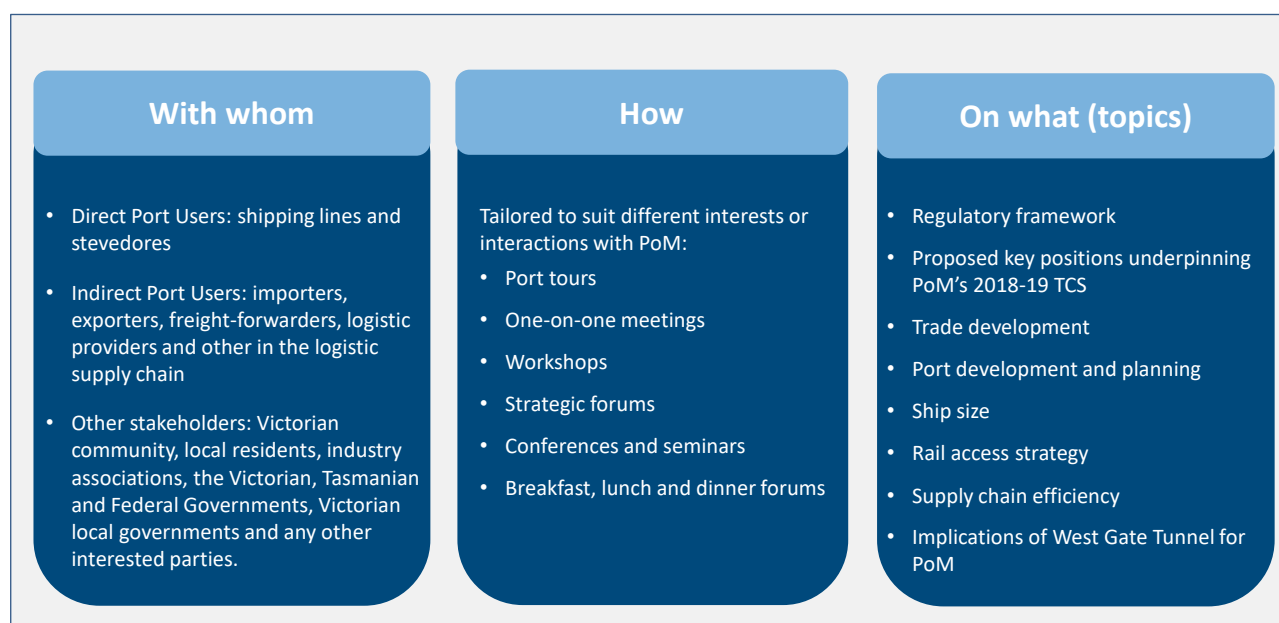 With whom
• Direct Port Users: shipping lines and
stevedores
• Indirect Port Users: importers,
exporters, freight-forwarders, logistic
providers and other in the logistic
supply chain
• Other stakeholders: Victorian
community, local residents, industry
associations, the Victorian, Tasmanian
and Federal Governments, Victorian
local governments and any other
interested parties.
How
Tailored to suit different interests or
interactions with PoM:
• Port tours
• One-on-one meetings
• Workshops
• Strategic forums
• Conferences and seminars
• Breakfast, lunch and dinner forums
On what (topics)
• Regulatory framework
• Proposed key positions underpinning
PoM's 2018-19 TCS
• Trade development
• Port development and planning
• Ship size
• Rail access strategy
• Supply chain efficiency
• Implications of West Gate Tunnel for
PoM